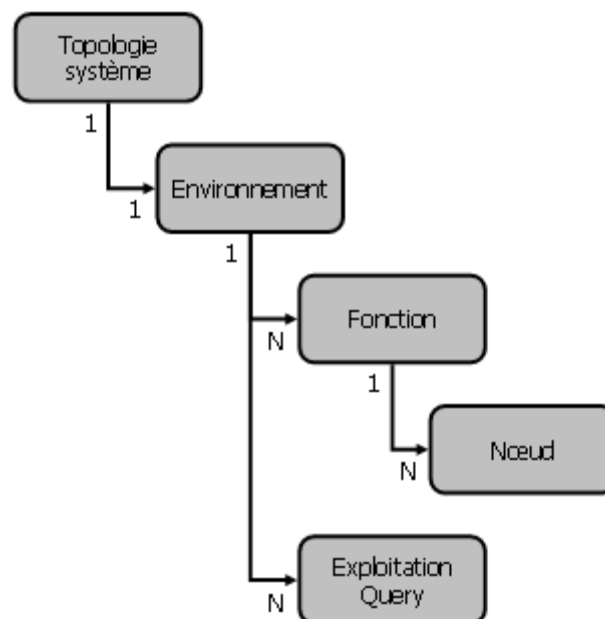 Topologie
système
1
1
Environnement
1
N
Fonction
1
N
Nœud
N
Exploitation
Query